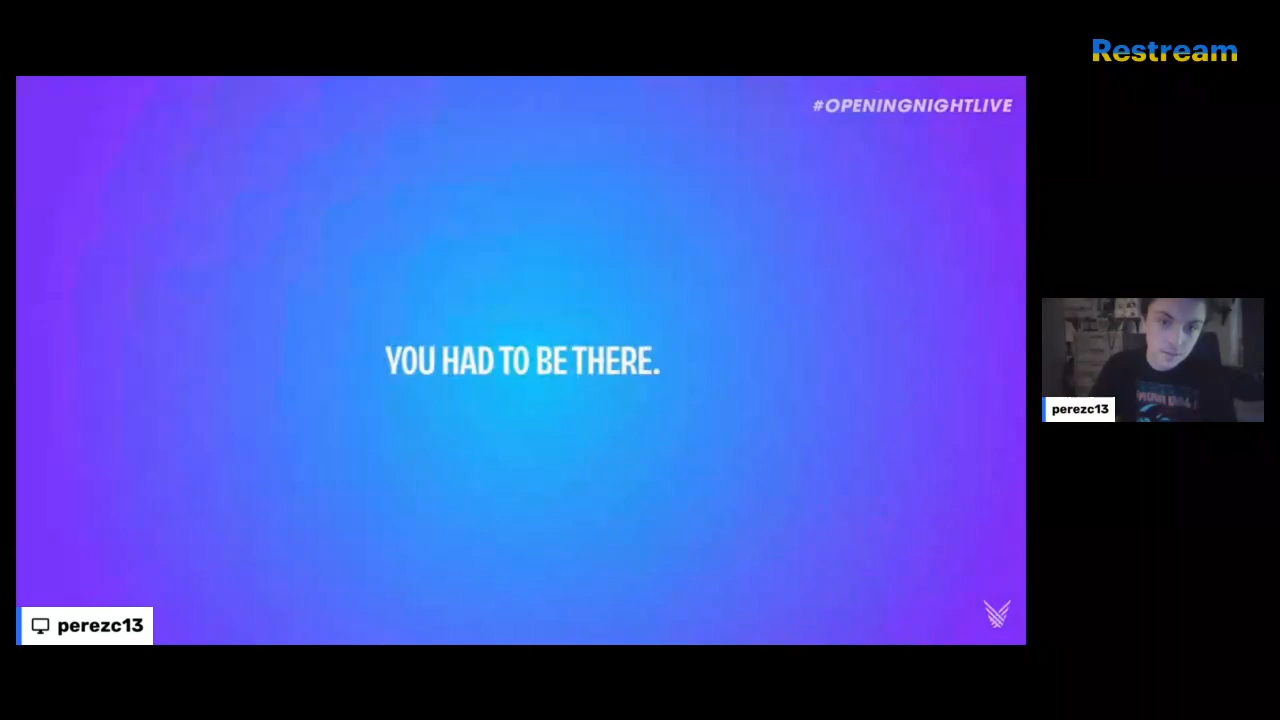 Restream
#OPENINGNIGHTLIVE
YOU HAD TO BE THERE.
perezc13
perezc13